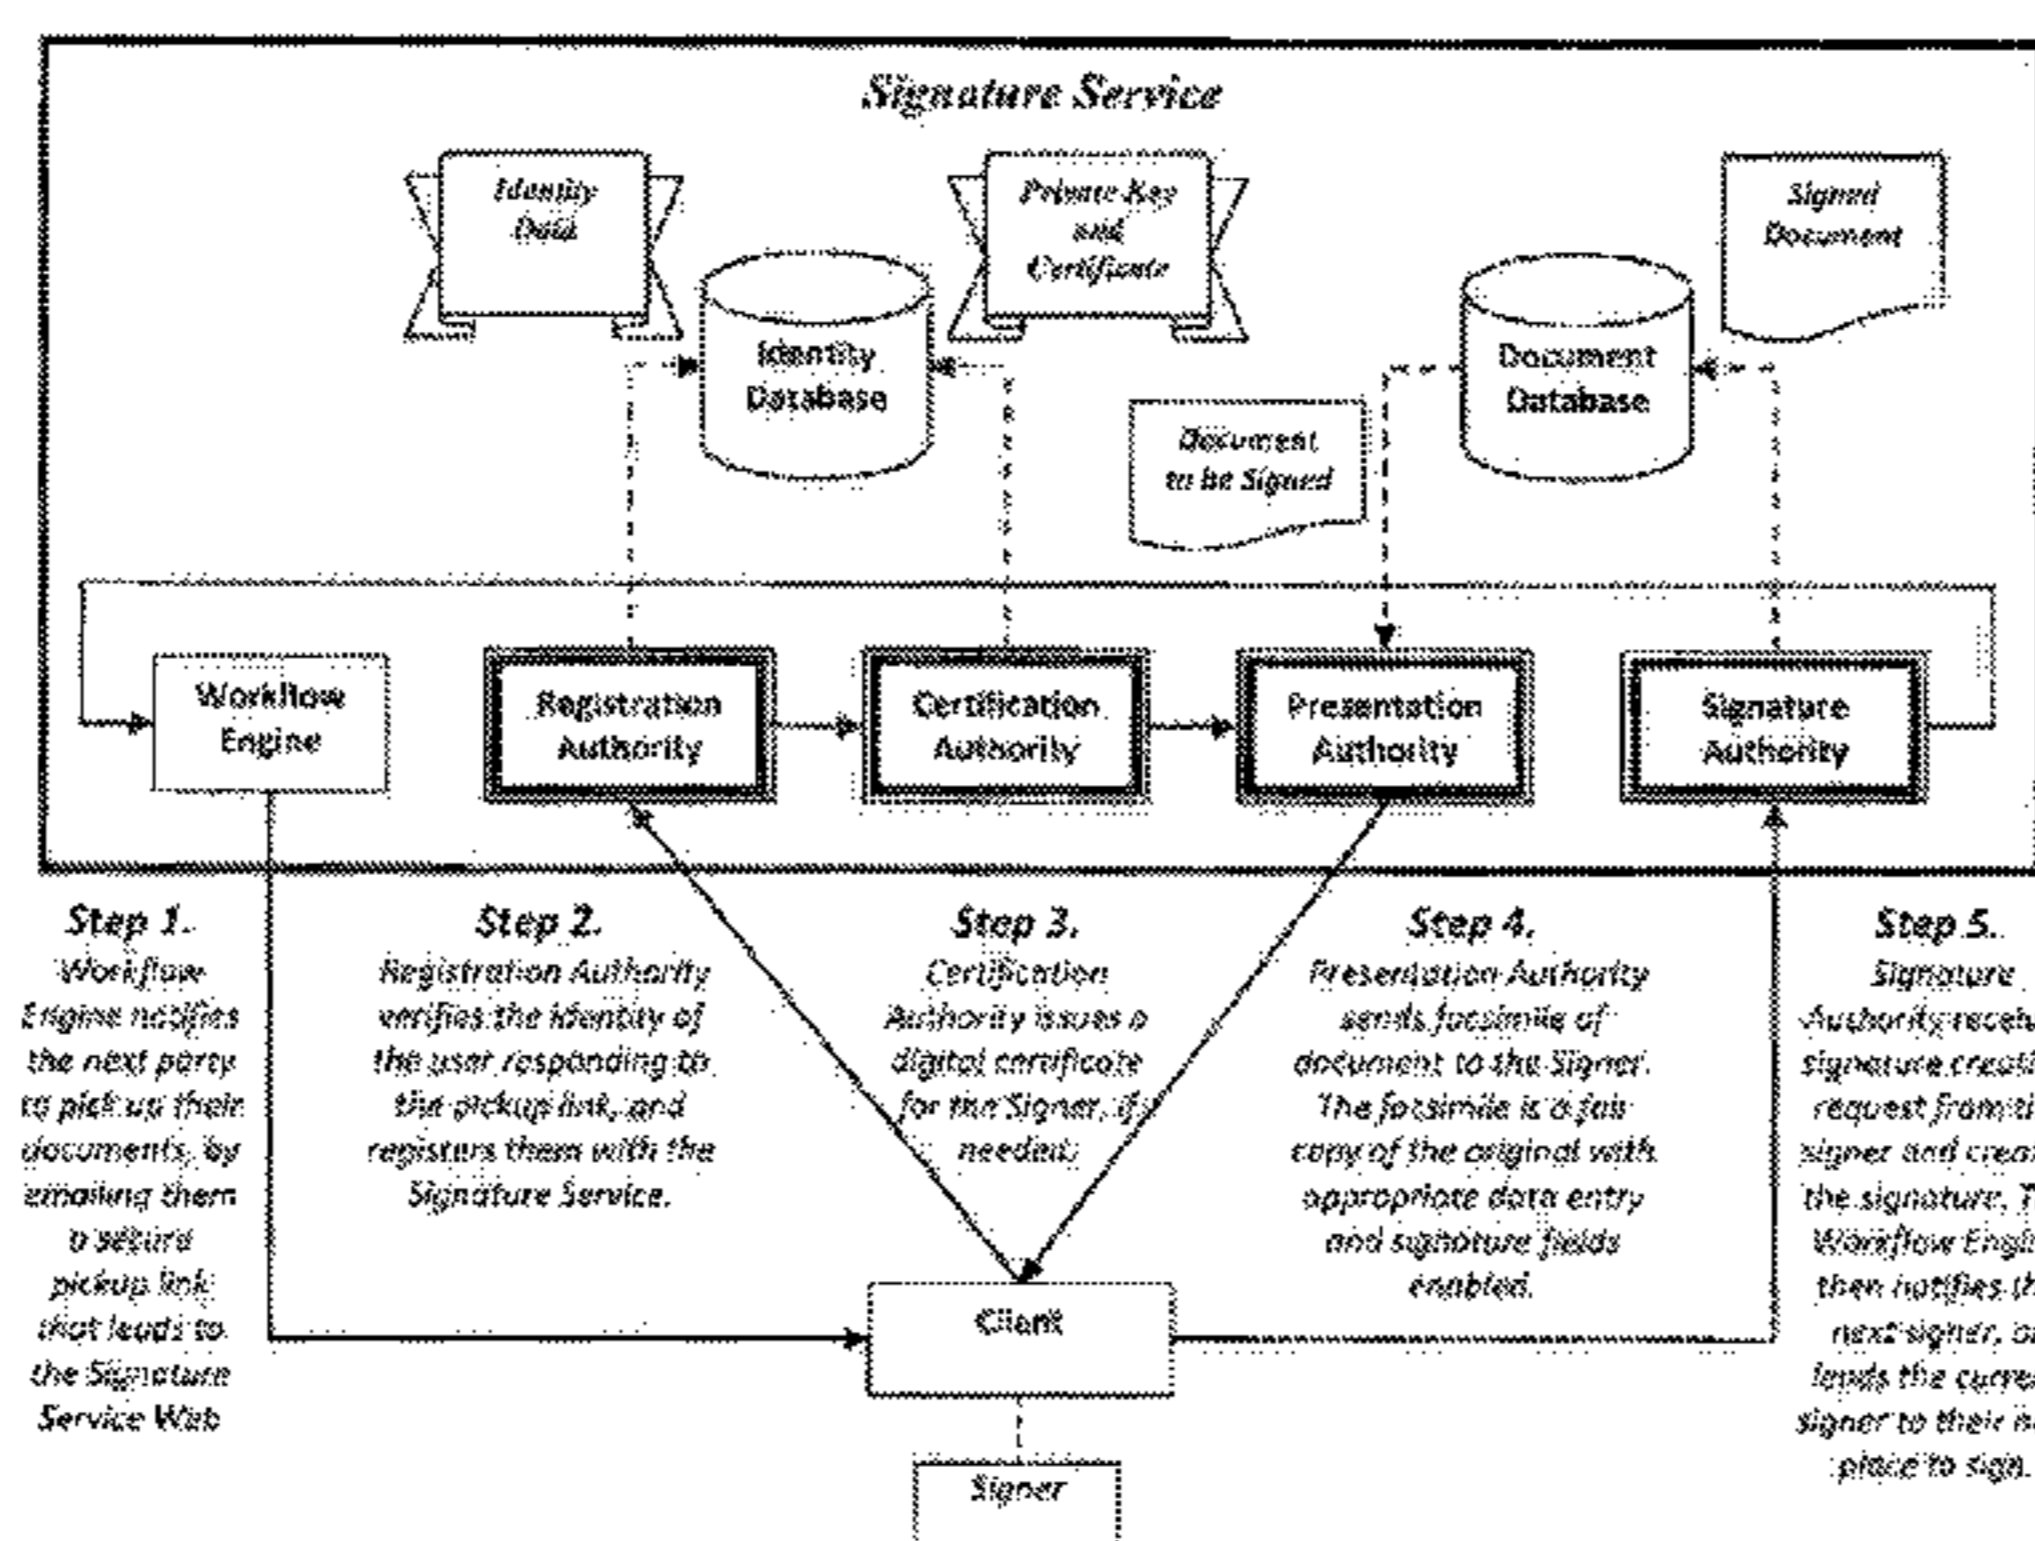 Signature Service
Identity
Data
Private Key
and
Certificate
Signed
Document
Identity
Database
Document
Database
Document
to be Signed
Workflow
Engine
Registration
Authority
Certification
Authority
Presentation
Authority
Signature
Authority
Step 1.
Workflow
Engine notifies
the next party
to pick up their
documents, by
emailing them
a secure
pickup link
that leads to
the Signature
Service Web
Step 2.
Registration Authority
verifies the identity of
the user responding to
the pickup link, and
registers them with the
Signature Service.
Step 3.
Certification
Authority issues a
digital certificate
for the Signer, if
needed.
Step 4.
Presentation Authority
sends facsimile of
document to the Signer.
The facsimile is a fair
copy of the original with
appropriate data entry
and signature fields
enabled.
Step 5.
Signature
Authority
signature
request from
signer and
the signature.
Workflow
then notifies
next signer,
leads the
signer to their
place to sign.
Client
Signer